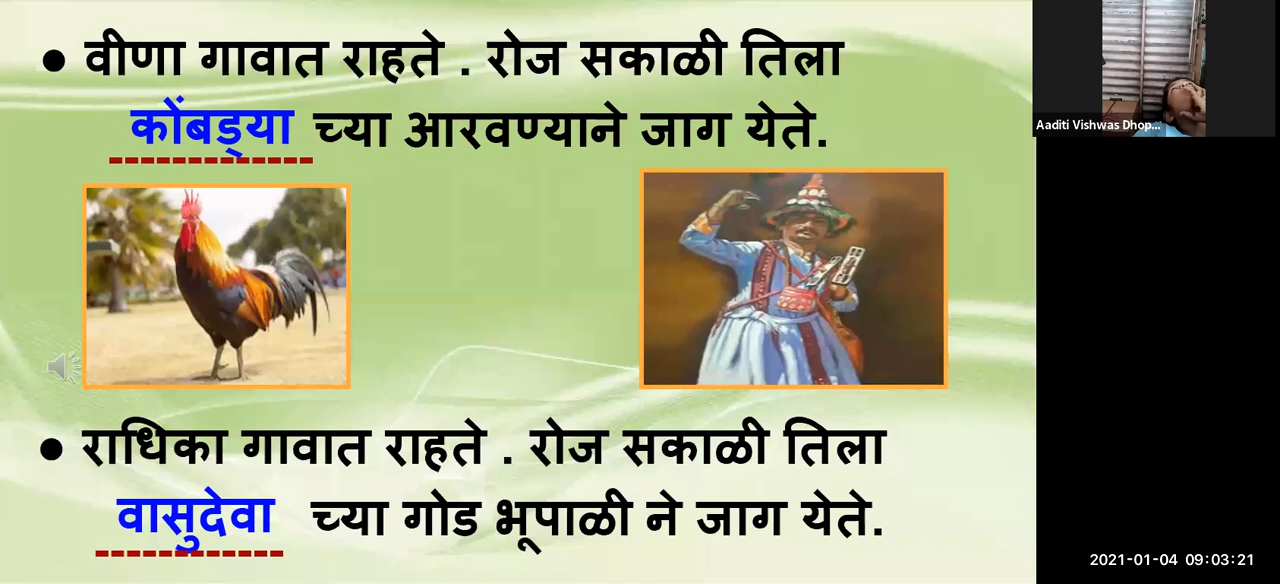 • वीणा गावात राहते . रोज सकाळी तिला
कोंबड्या च्या आरवण्याने जाग येते.
Aaditi Vishwas Dhop...
• राधिका गावात राहते . रोज सकाळी तिला
वासुदेवा च्या गोड भूपाळी ने जाग येते.
2021-01-04 09:03:21